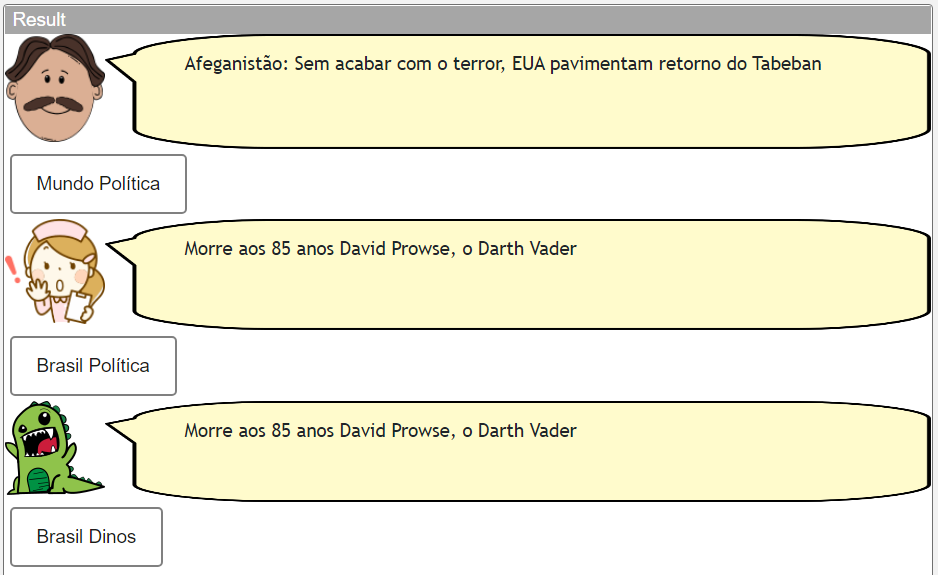 Result
Afeganistão: Sem acabar com o terror, EUA pavimentam retorno do Tabeban
Mundo Política
Morre aos 85 anos David Prowse, o Darth Vader
Brasil Política
Morre aos 85 anos David Prowse, o Darth Vader
Brasil Dinos